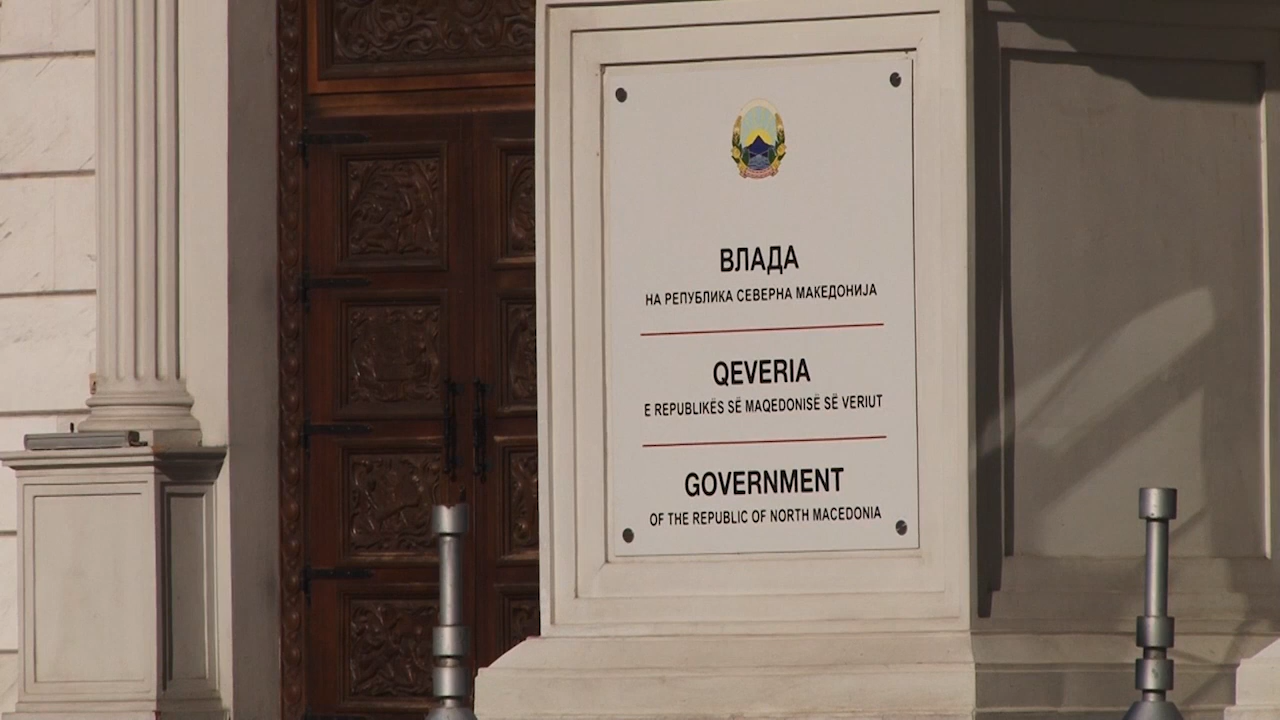 ВЛАДА
НА РЕПУБЛИКА СЕВЕРНА МАКЕДОНИЈА
QEVERIA
E REPUBLIKËS SË MAQEDONISË SË VERIUT
GOVERNMENT
OF THE REPUBLIC OF NORTH MACEDONIA